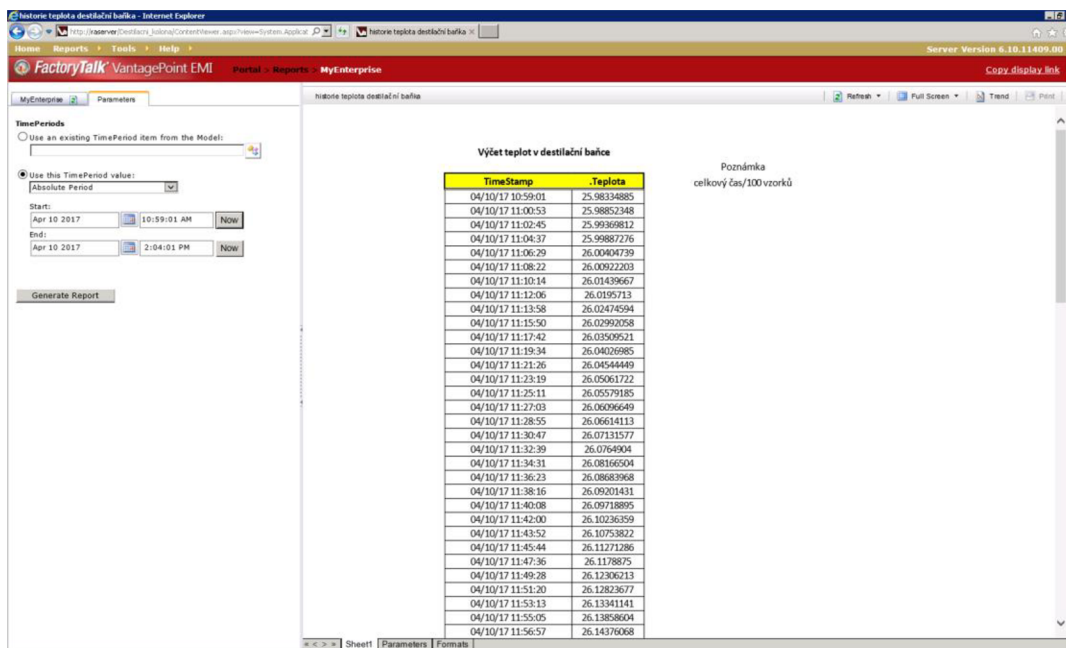 historie teplota destilační baňka - Internet Explorer
http://raserver/Destilacni_kolona/ContentViewer.aspx?view=System.Applicat
historie teplota destilační baňka
Home Reports Tools Help
Server Version 6.10.11409.00
FactoryTalk VantagePoint EMI
Portal > Reports > MyEnterprise
Copy display link
MyEnterprise
Parameters
historie teplota destilační baňka
Refresh
Full Screen
Trend
Print
TimePeriods
Use an existing TimePeriod item from the Model:
Use this TimePeriod value:
Absolute Period
Start:
Apr 10 2017 10:59:01 AM Now
End:
Apr 10 2017 2:04:01 PM Now
Generate Report
Výčet teplot v destilační baňce
Poznámka
celkový čas/100 vzorků
TimeStamp .Teplota
04/10/17 10:59:01 25.98334885
04/10/17 11:00:53 25.98852348
04/10/17 11:02:45 25.99369812
04/10/17 11:04:37 25.99887276
04/10/17 11:06:29 26.00404739
04/10/17 11:08:22 26.00922203
04/10/17 11:10:14 26.01439667
04/10/17 11:12:06 26.0195713
04/10/17 11:13:58 26.02474594
04/10/17 11:15:50 26.02992058
04/10/17 11:17:42 26.03509521
04/10/17 11:19:34 26.04026985
04/10/17 11:21:26 26.04544449
04/10/17 11:23:19 26.05061722
04/10/17 11:25:11 26.05579185
04/10/17 11:27:03 26.06096649
04/10/17 11:28:55 26.06614113
04/10/17 11:30:47 26.07131577
04/10/17 11:32:39 26.0764904
04/10/17 11:34:31 26.08166504
04/10/17 11:36:23 26.08683968
04/10/17 11:38:16 26.09201431
04/10/17 11:40:08 26.09718895
04/10/17 11:42:00 26.10236359
04/10/17 11:43:52 26.10753822
04/10/17 11:45:44 26.11271286
04/10/17 11:47:36 26.1178875
04/10/17 11:49:28 26.12306213
04/10/17 11:51:20 26.12823677
04/10/17 11:53:13 26.13341141
04/10/17 11:55:05 26.13858604
04/10/17 11:56:57 26.14376068
Sheet1 Parameters Formats